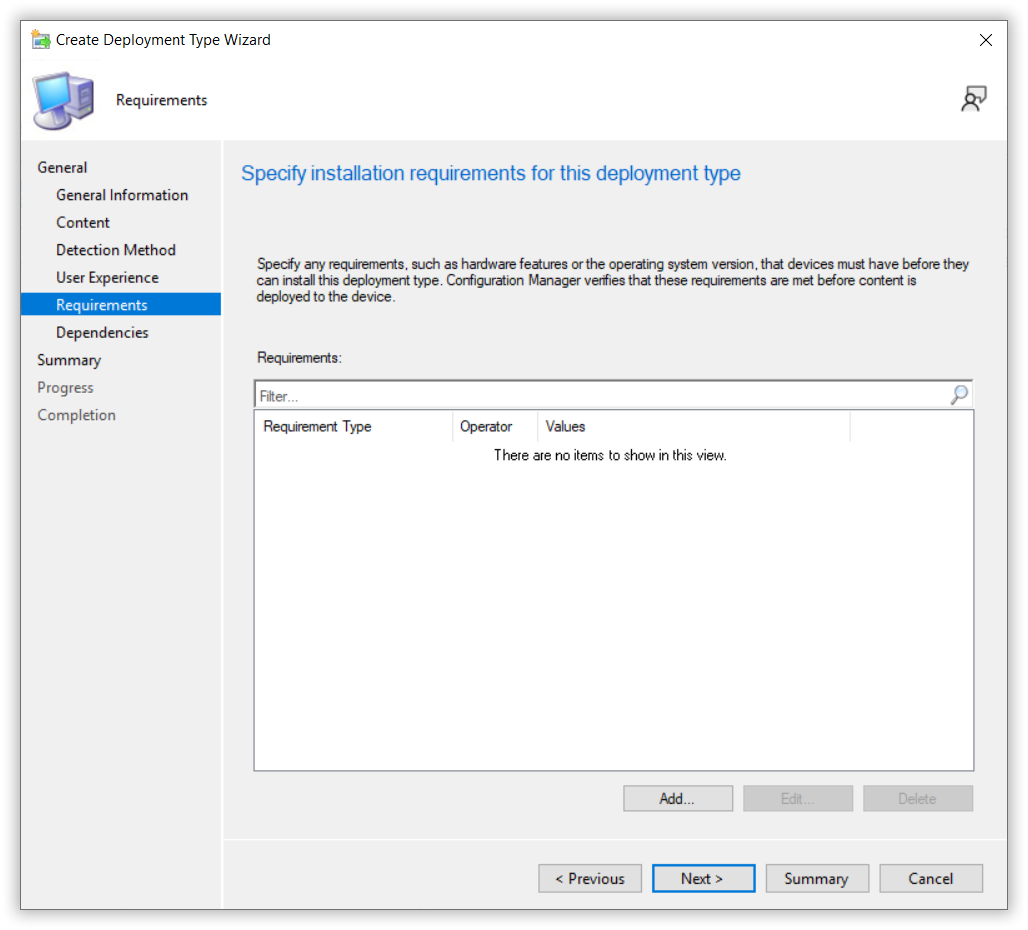 Create Deployment Type Wizard
Requirements
General
General Information
Content
Detection Method
User Experience
Requirements
Dependencies
Summary
Progress
Completion
Specify installation requirements for this deployment type
Specify any requirements, such as hardware features or the operating system version, that devices must have before they
can install this deployment type. Configuration Manager verifies that these requirements are met before content is
deployed to the device.
Requirements:
Filter...
Requirement Type Operator Values
There are no items to show in this view.
Add... Edit... Delete
< Previous Next > Summary Cancel